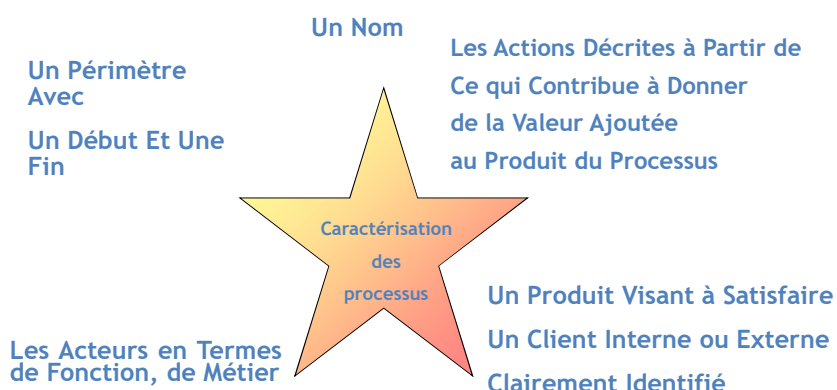 Un Nom
Un Périmètre
Avec
Un Début Et Une
Fin
Les Actions Décrites à Partir de
Ce qui Contribue à Donner
de la Valeur Ajoutée
au Produit du Processus
Caractérisation
des
processus
Un Produit Visant à Satisfaire
Un Client Interne ou Externe
Clairement Identifié
Les Acteurs en Termes
de Fonction, de Métier